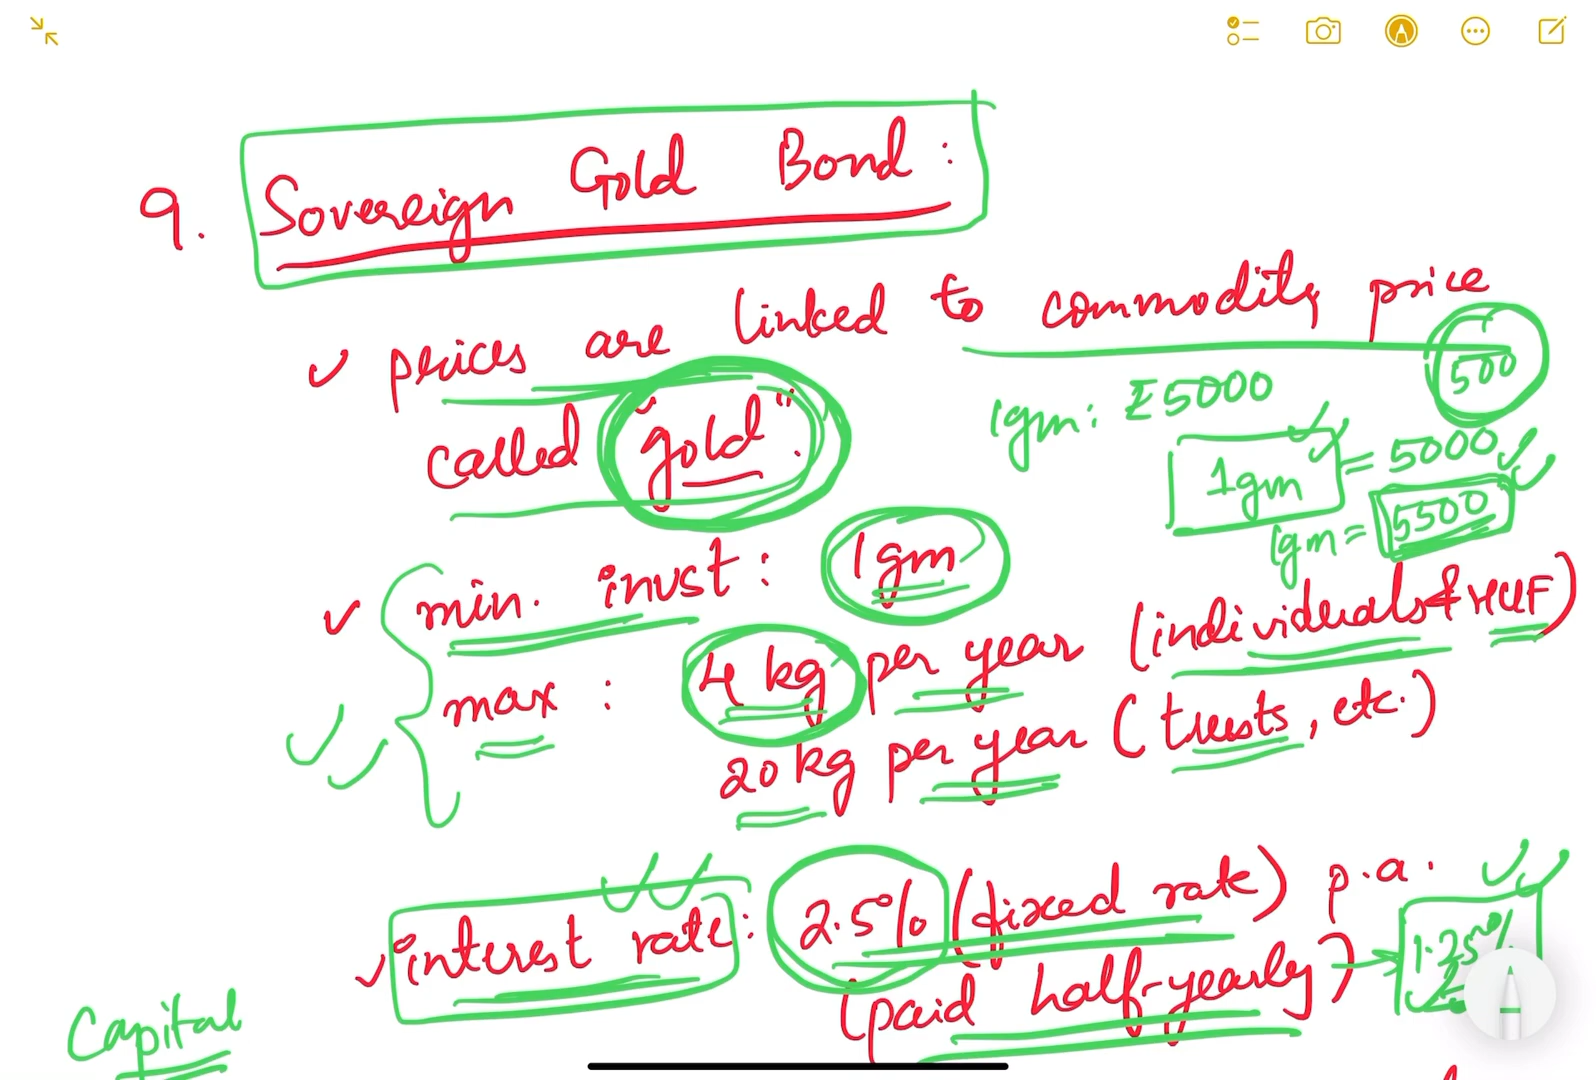 9. Sovereign Gold Bond:
✓ prices are linked to commodity price
500
called "gold".
1gm: ₹5000
1gm = 5000
1gm = 5500
✓ min. invst: 1gm
max: 4 kg per year (individuals & HUF)
20 kg per year (trusts, etc.)
✓ interest rate: 2.5% (fixed rate) p.a.
(paid half-yearly) → 1.25%
Capital